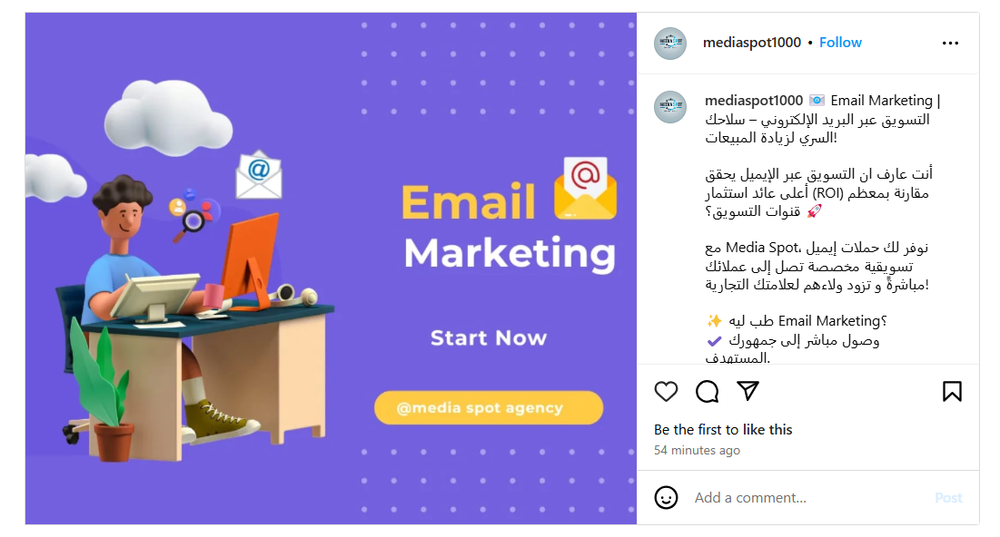 Email
Marketing
Start Now
@media spot agency
mediaspot1000 • Follow
mediaspot1000 📧 Email Marketing |
التسويق عبر البريد الإلكتروني – سلاحك
السري لزيادة المبيعات!
أنت عارف ان التسويق عبر الإيميل يحقق
أعلى عائد استثمار (ROI) مقارنة بمعظم
قنوات التسويق؟ 🚀
مع Media Spot، نوفر لك حملات إيميل
تسويقية مخصصة تصل إلى عملائك
مباشرةً و تزود ولاءهم لعلامتك التجارية!
✨ طب ليه Email Marketing؟
✔ وصول مباشر إلى جمهورك
المستهدف.
Be the first to like this
54 minutes ago
Add a comment...
Post